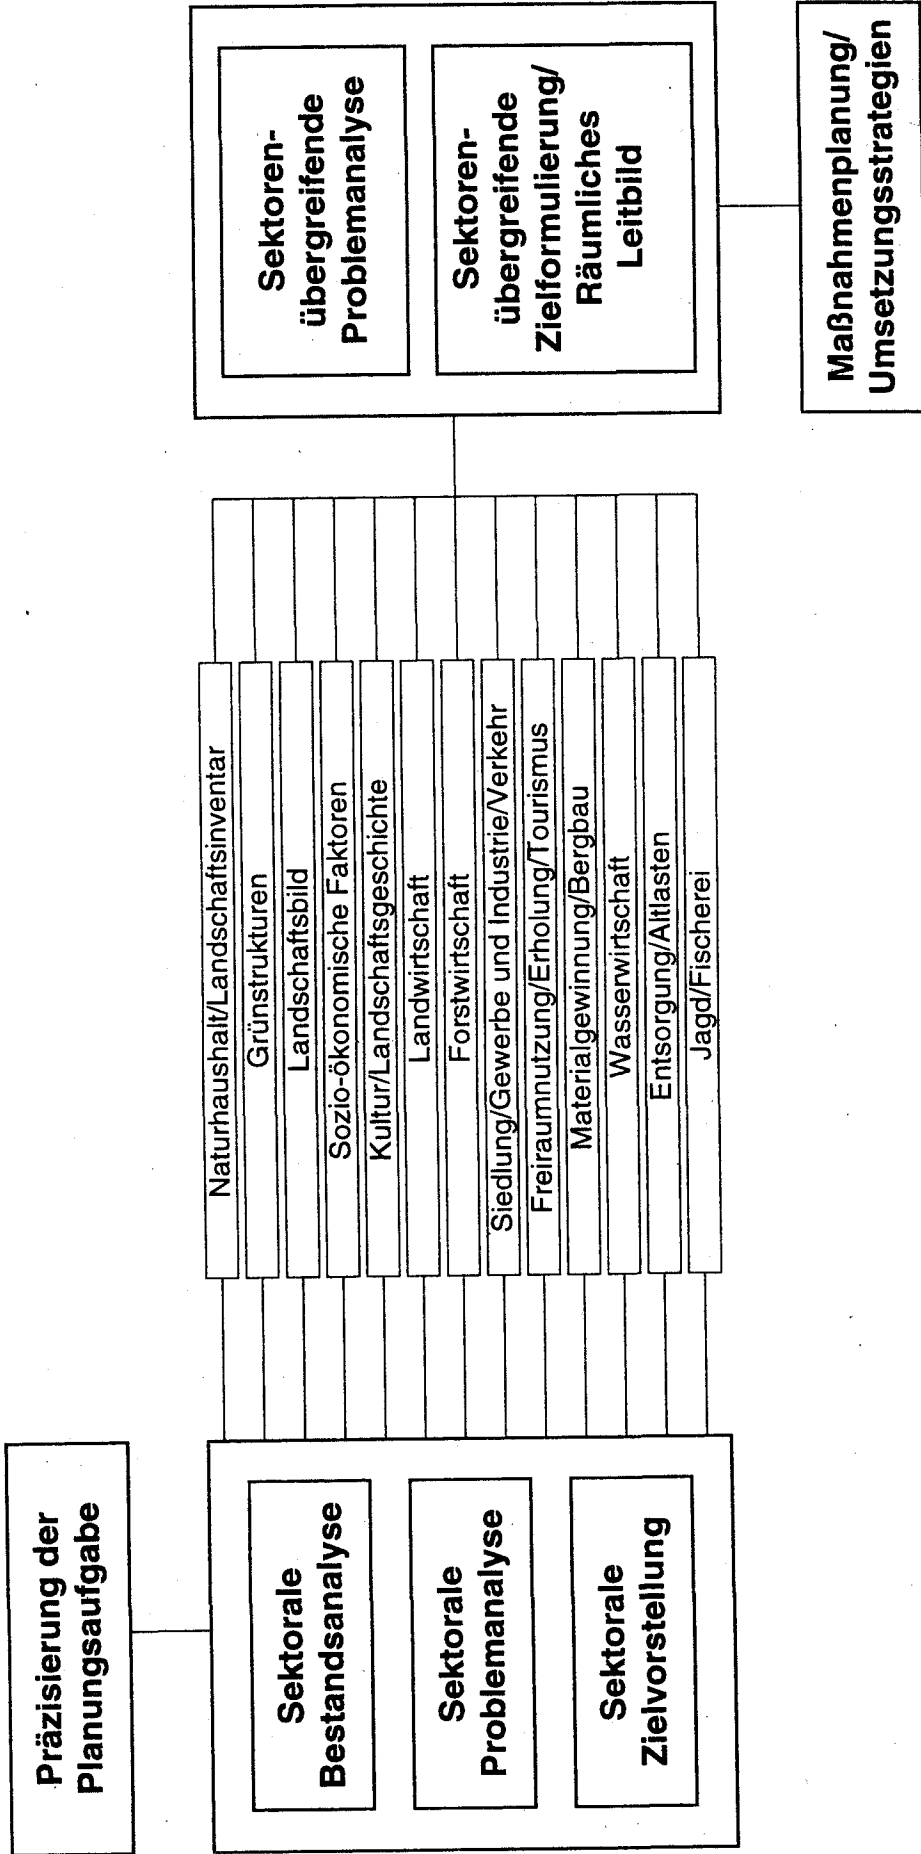 Präzisierung der
Planungsaufgabe
Sektorale
Bestandsanalyse
Sektorale
Problemanalyse
Sektorale
Zielvorstellung
Naturhaushalt/Landschaftsinventar
Grünstrukturen
Landschaftsbild
Sozio-ökonomische Faktoren
Kultur/Landschaftsgeschichte
Landwirtschaft
Forstwirtschaft
Siedlung/Gewerbe und Industrie/Verkehr
Freiraumnutzung/Erholung/Tourismus
Materialgewinnung/Bergbau
Wasserwirtschaft
Entsorgung/Altlasten
Jagd/Fischerei
Sektoren-
übergreifende
Problemanalyse
Sektoren-
übergreifende
Zielformulierung/
Räumliches
Leitbild
Maßnahmenplanung/
Umsetzungsstrategien